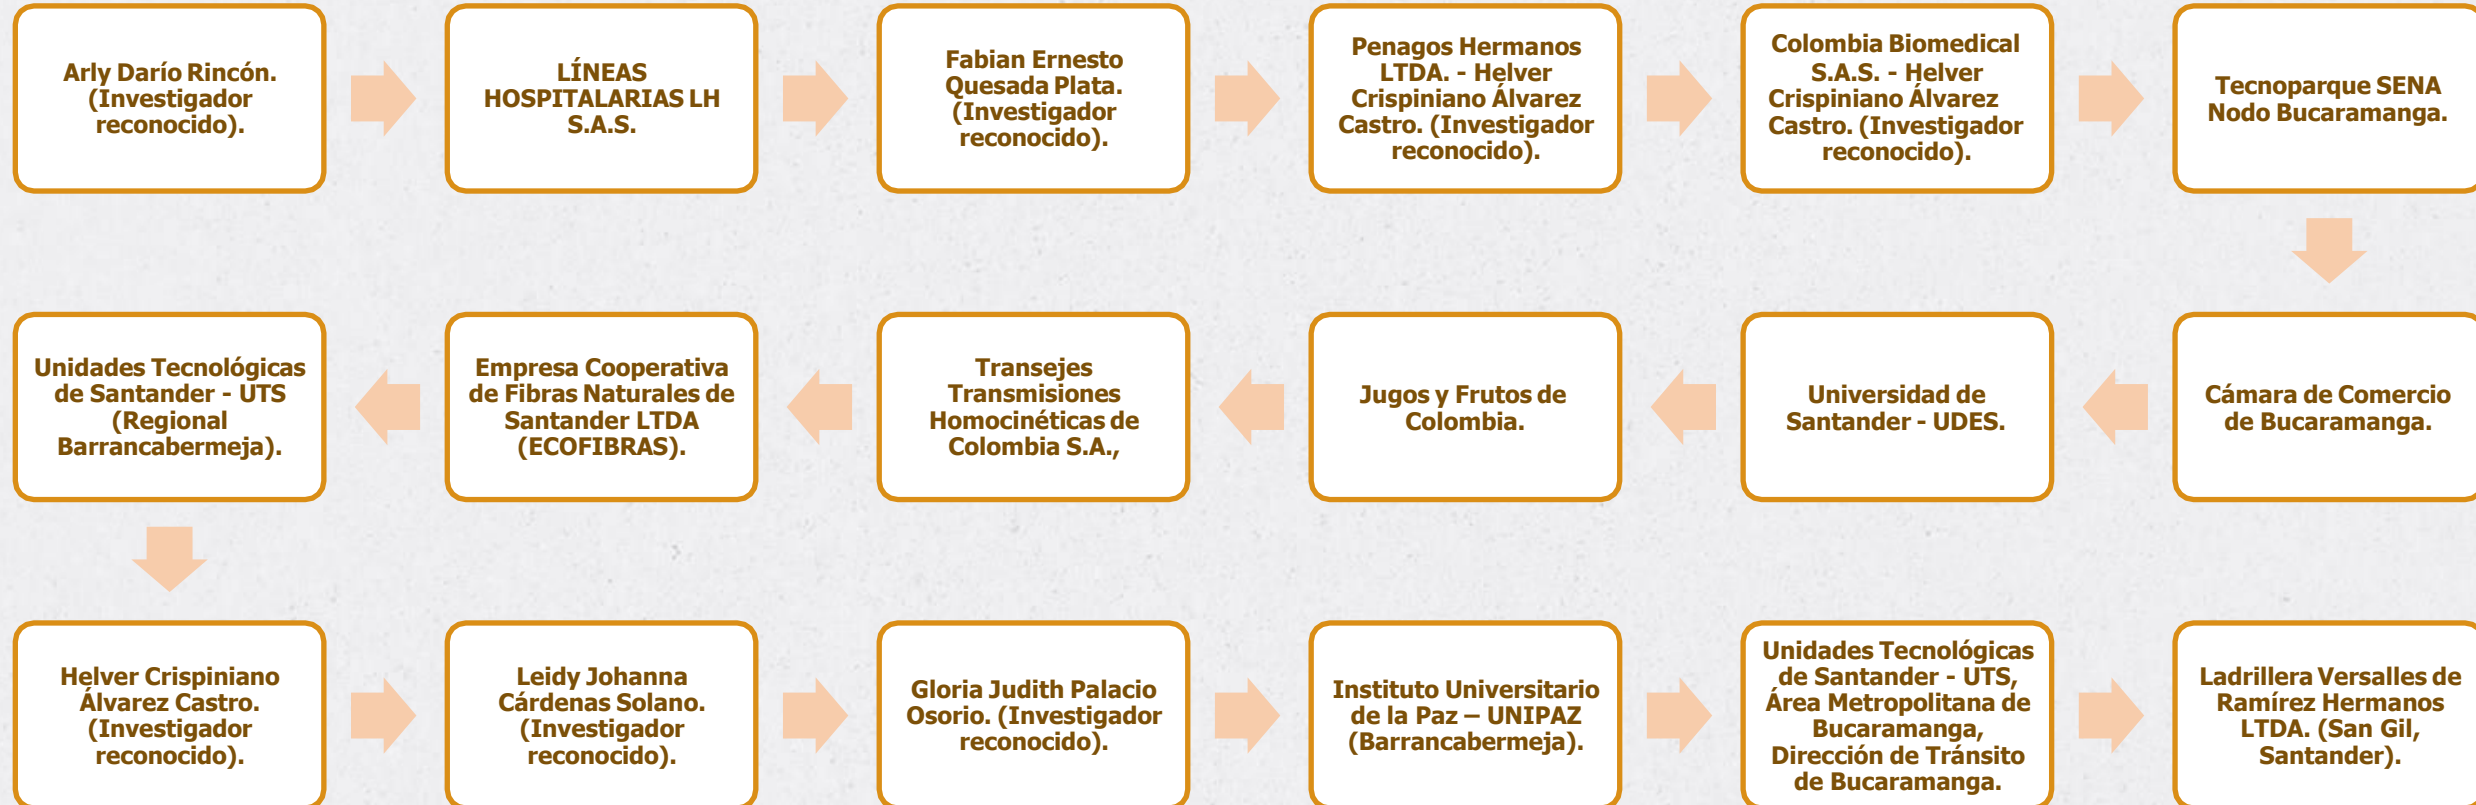 Arly Darío Rincón.
(Investigador
reconocido).
LÍNEAS
HOSPITALARIAS LH
S.A.S.
Fabian Ernesto
Quesada Plata.
(Investigador
reconocido).
Penagos Hermanos
LTDA. - Helver
Crispiniano Álvarez
Castro. (Investigador
reconocido).
Colombia Biomedical
S.A.S. - Helver
Crispiniano Álvarez
Castro. (Investigador
reconocido).
Tecnoparque SENA
Nodo Bucaramanga.
Cámara de Comercio
de Bucaramanga.
Universidad de
Santander - UDES.
Jugos y Frutos de
Colombia.
Transejes
Transmisiones
Homocinéticas de
Colombia S.A.,
Empresa Cooperativa
de Fibras Naturales de
Santander LTDA
(ECOFIBRAS).
Unidades Tecnológicas
de Santander - UTS
(Regional
Barrancabermeja).
Helver Crispiniano
Álvarez Castro.
(Investigador
reconocido).
Leidy Johanna
Cárdenas Solano.
(Investigador
reconocido).
Gloria Judith Palacio
Osorio. (Investigador
reconocido).
Instituto Universitario
de la Paz – UNIPAZ
(Barrancabermeja).
Unidades Tecnológicas
de Santander - UTS,
Área Metropolitana de
Bucaramanga,
Dirección de Tránsito
de Bucaramanga.
Ladrillera Versalles de
Ramírez Hermanos
LTDA. (San Gil,
Santander).